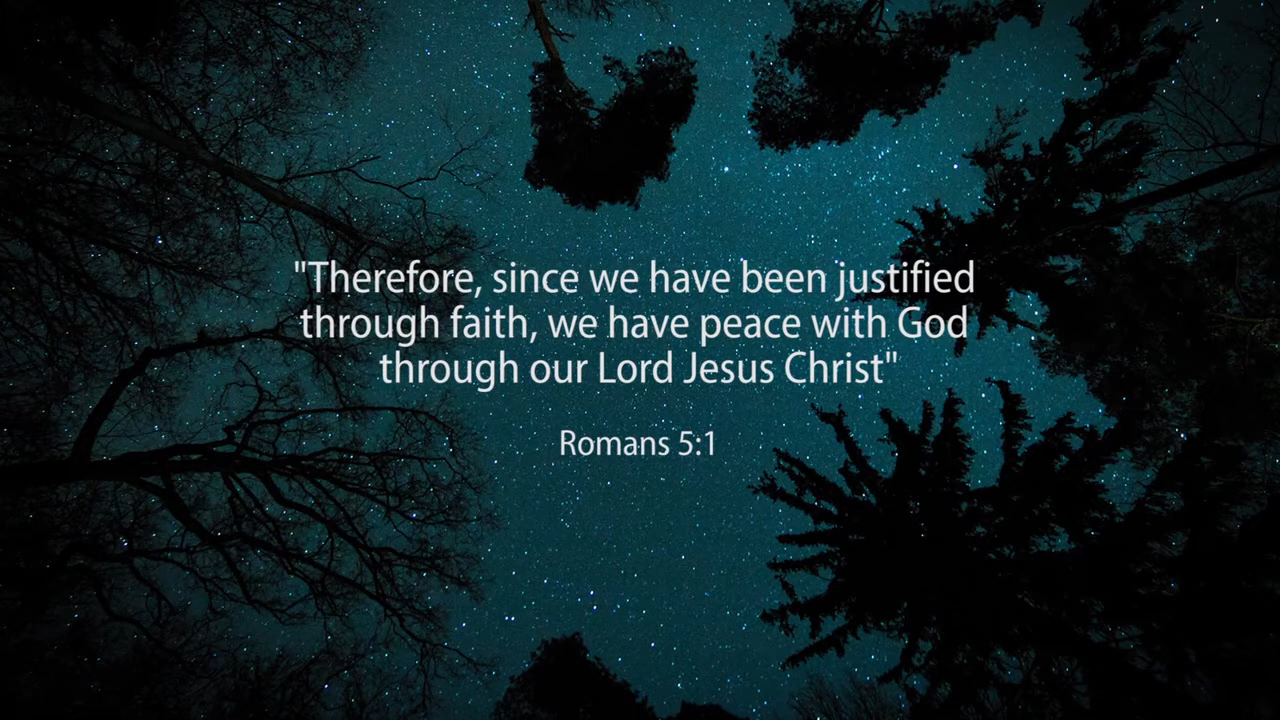 "Therefore, since we have been justified
through faith, we have peace with God
through our Lord Jesus Christ"
Romans 5:1